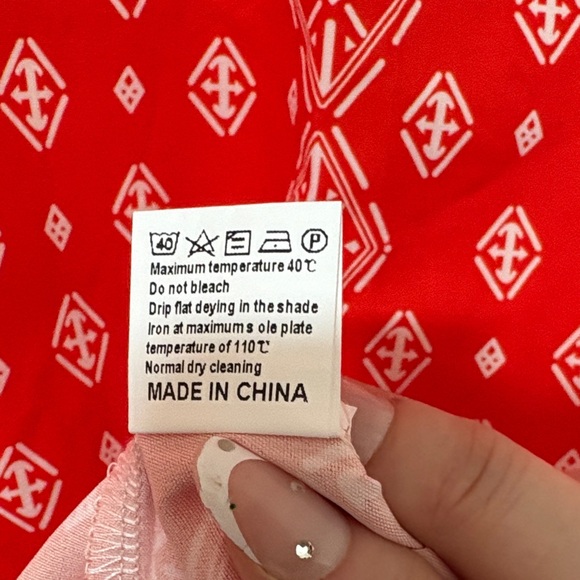 40 P
Maximum temperature 40℃
Do not bleach
Drip flat deying in the shade
Iron at maximum s ole plate
temperature of 110℃
Normal dry cleaning
MADE IN CHINA